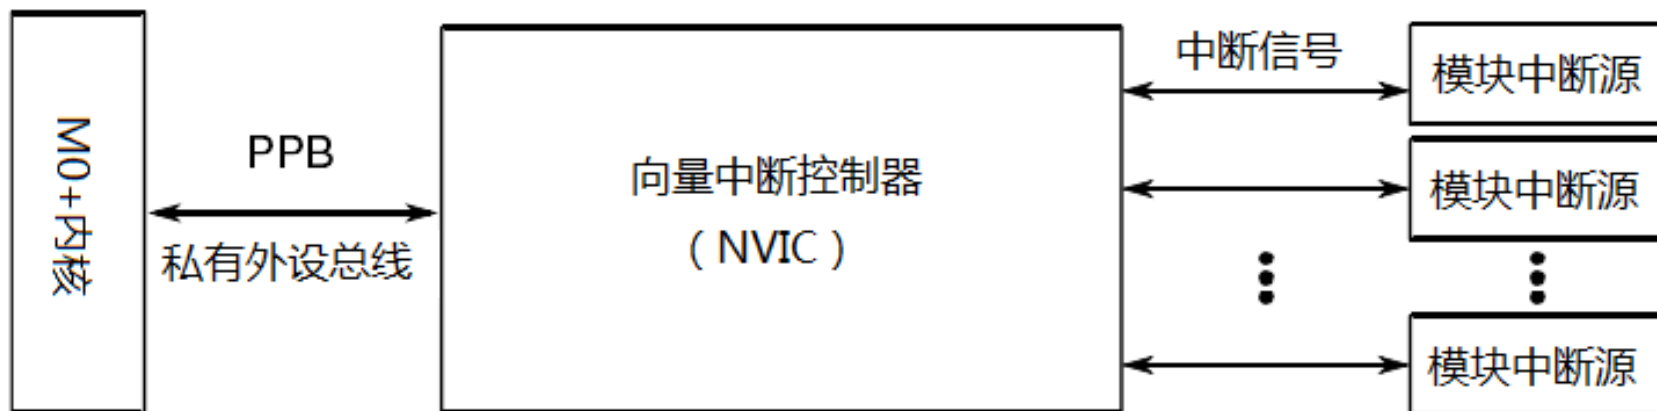 M0+内核
PPB
私有外设总线
向量中断控制器
（NVIC）
中断信号
模块中断源
模块中断源
模块中断源